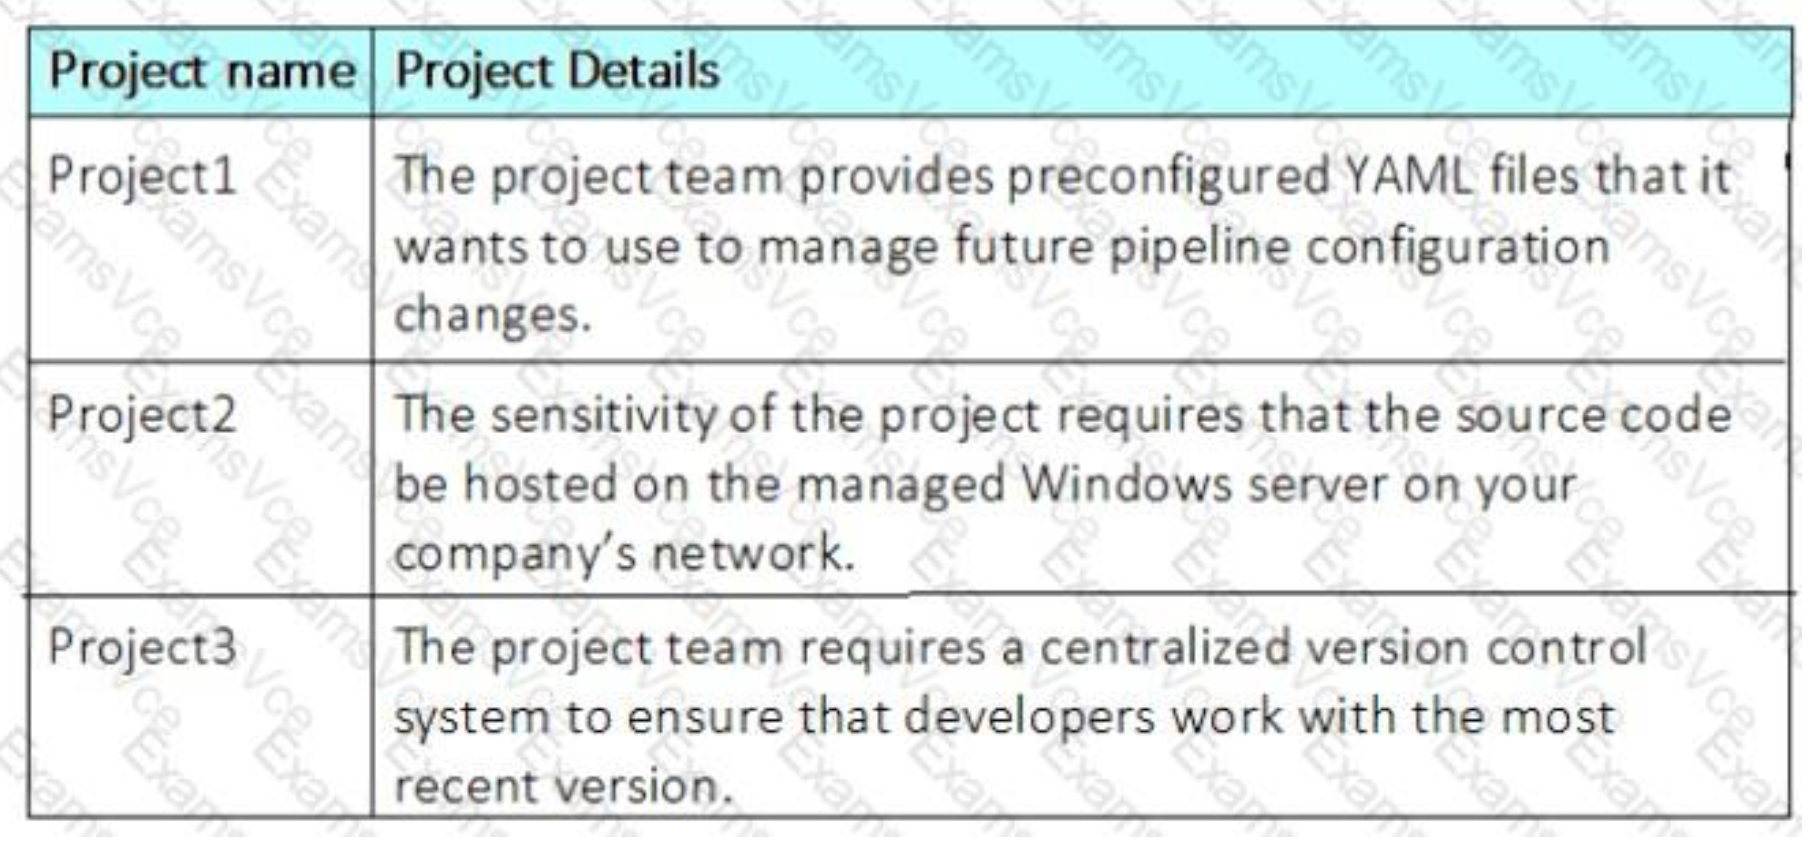 Project name Project Details
Project1 The project team provides preconfigured YAML files that it
wants to use to manage future pipeline configuration
changes.
Project2 The sensitivity of the project requires that the source code
be hosted on the managed Windows server on your
company's network.
Project3 The project team requires a centralized version control
system to ensure that developers work with the most
recent version.
ExamsVce